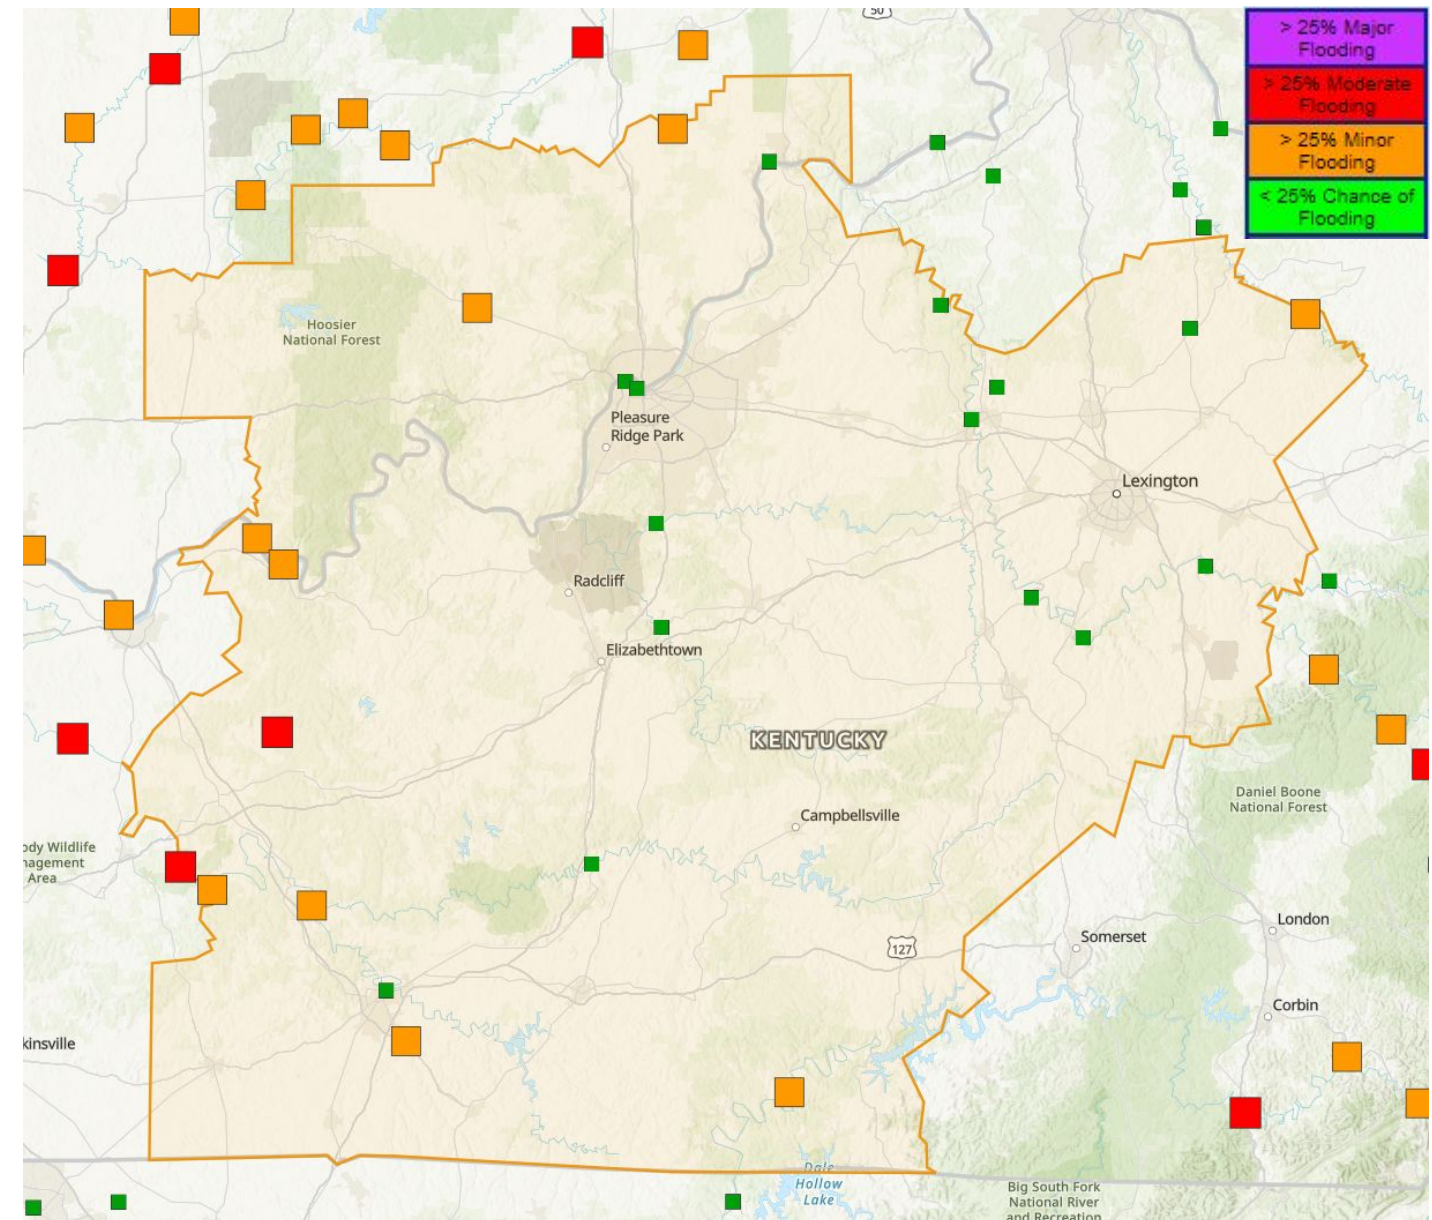 50
> 25% Major
Flooding
> 25% Moderate
Flooding
> 25% Minor
Flooding
< 25% Chance of
Flooding
Hoosier
National Forest
Pleasure
Ridge Park
Lexington
Radcliff
Elizabethtown
KENTUCKY
Daniel Boone
National Forest
Campbellsville
ody Wildlife
nagement
Area
London
Somerset
127
Corbin
kinsville
Dale
Hollow
Lake
Big South Fork
National River
and Recreation